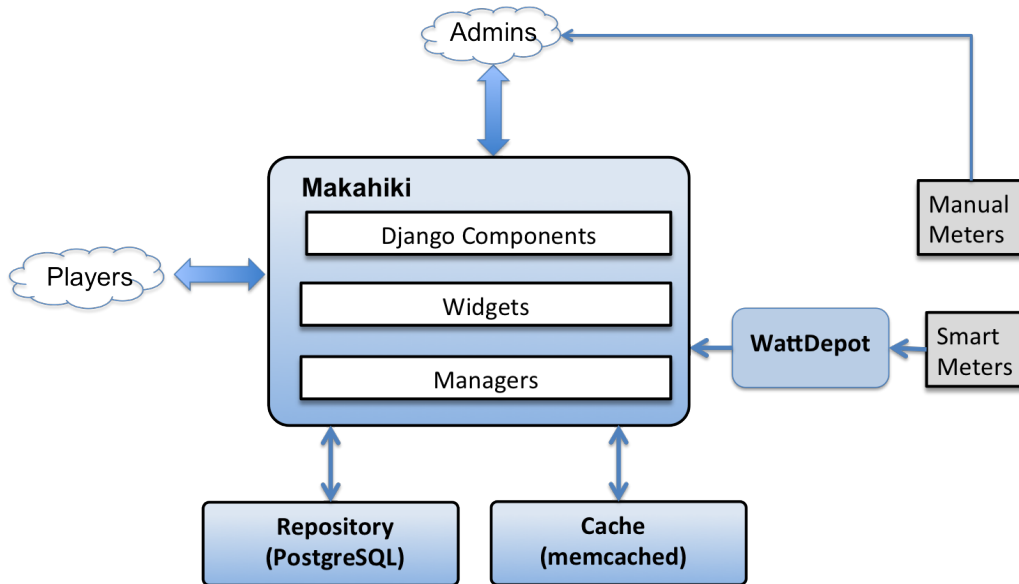 Admins
Makahiki
Django Components
Widgets
Managers
Players
Manual
Meters
WattDepot
Smart
Meters
Repository
(PostgreSQL)
Cache
(memcached)